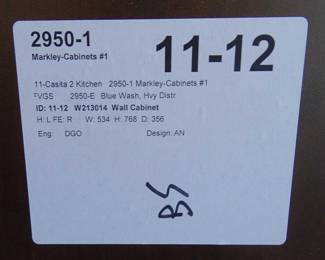 2950-1
11-12
Markley-Cabinets #1
11-Casita 2 Kitchen 2950-1 Markley-Cabinets #1
FVGS 2950-E Blue Wash, Hvy Distr
ID: 11-12 W213014 Wall Cabinet
H: L FE: R W: 534 H: 768 D: 356
Eng: DGO Design: AN
BS